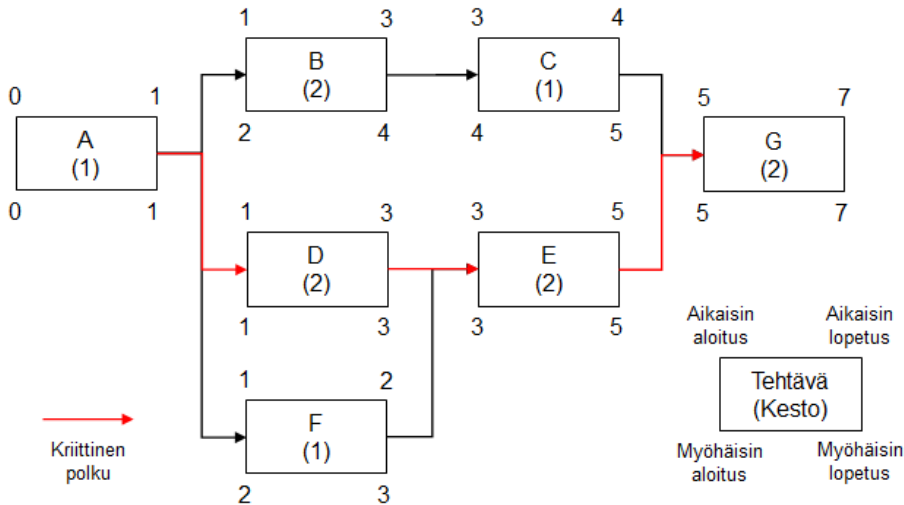 1 3 3 4
B C
(2) (1)
0 1 2 4 4 5 5 7
A G
(1) (2)
0 1 5 7
1 3 3 5
D E
(2) (2)
1 3 3 5
1 2
F
(1)
2 3
Kriittinen
polku
Aikaisin
aloitus
Aikaisin
lopetus
Tehtävä
(Kesto)
Myöhäisin
aloitus
Myöhäisin
lopetus